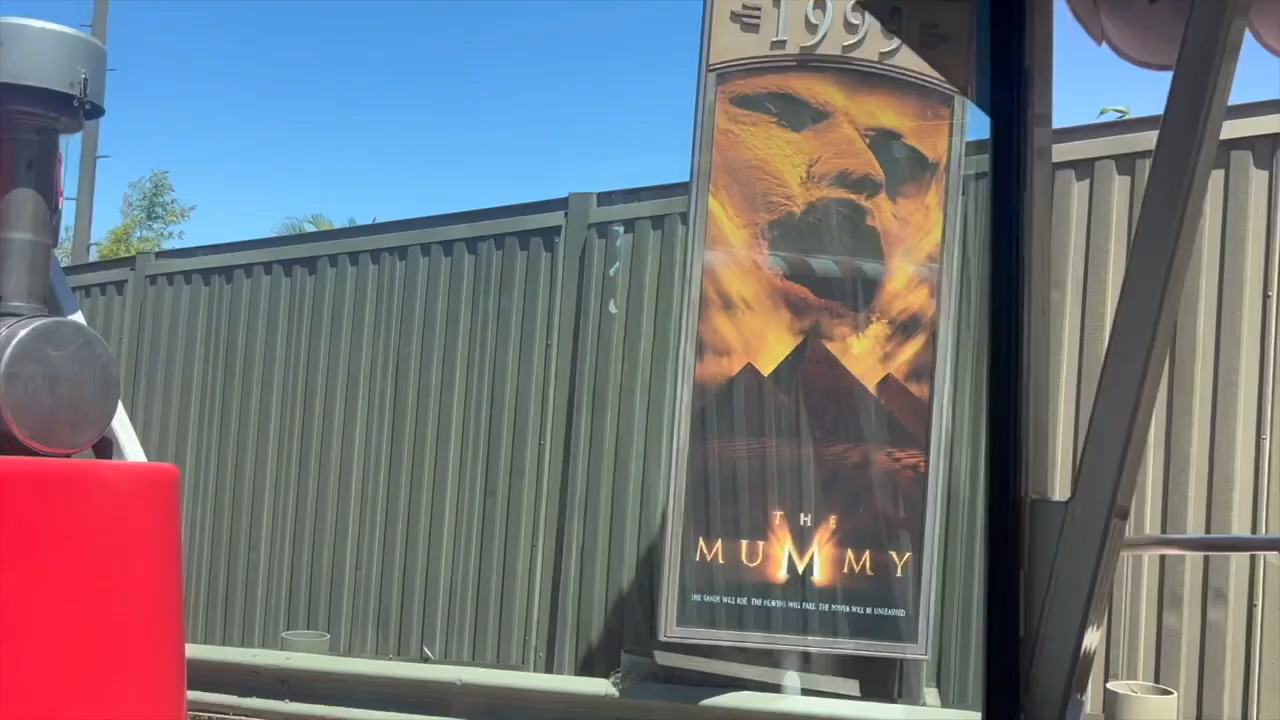 1999
THE
MUMMY
THE SANDS WILL RISE. THE HEAVENS WILL PART. THE POWER WILL BE UNLEASHED.